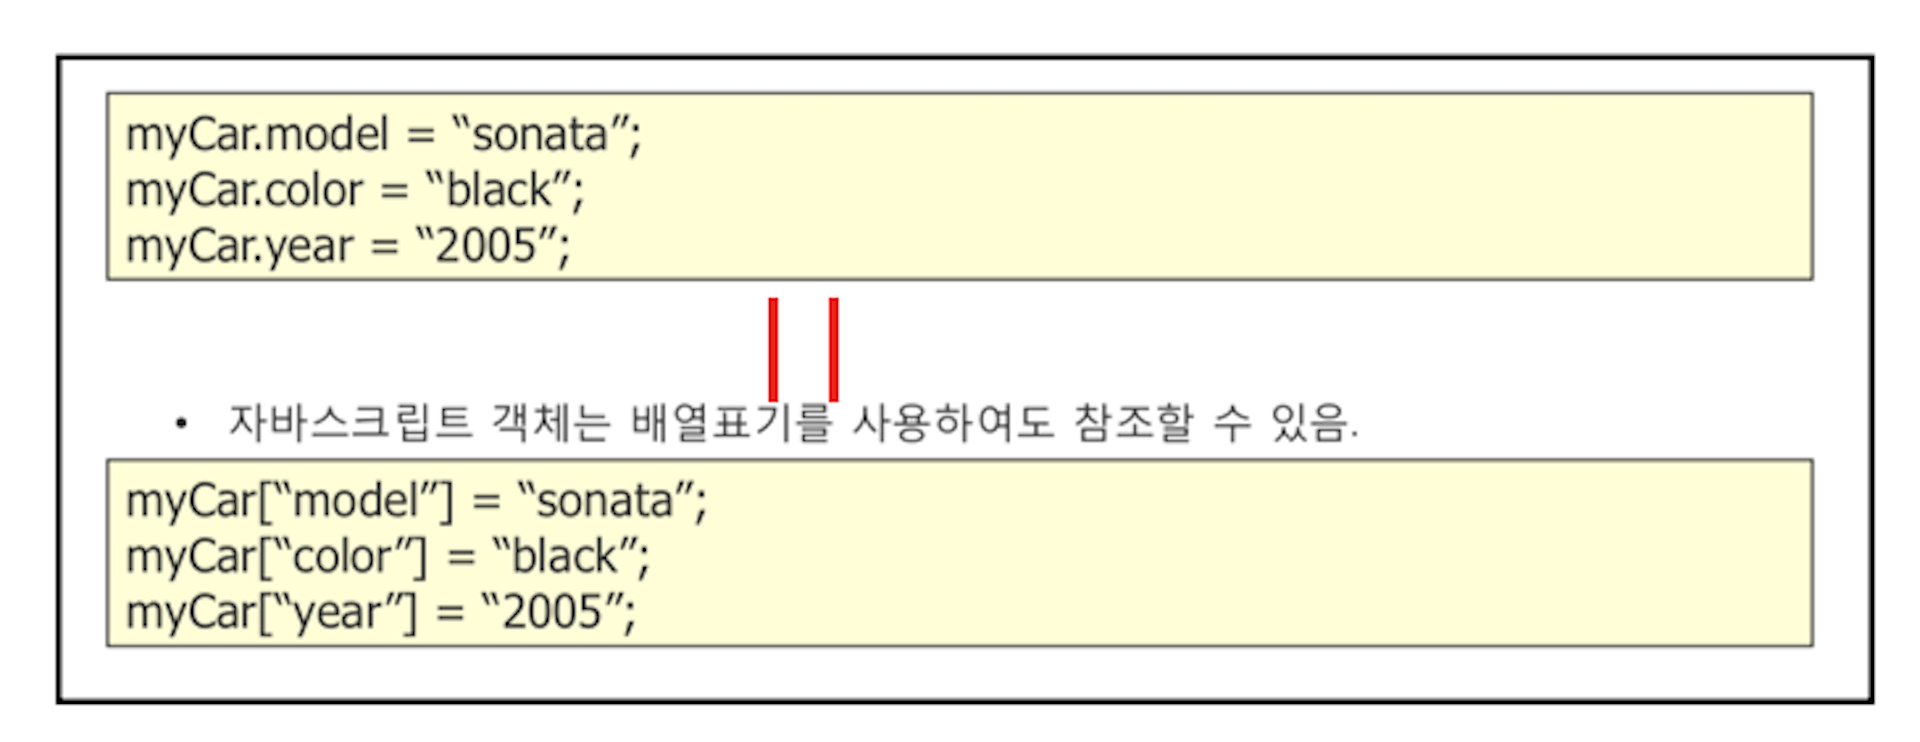 myCar.model = “sonata”;
myCar.color = “black”;
myCar.year = “2005”;
• 자바스크립트 객체는 배열표기를 사용하여도 참조할 수 있음.
myCar[“model”] = “sonata”;
myCar[“color”] = “black”;
myCar[“year”] = “2005”;